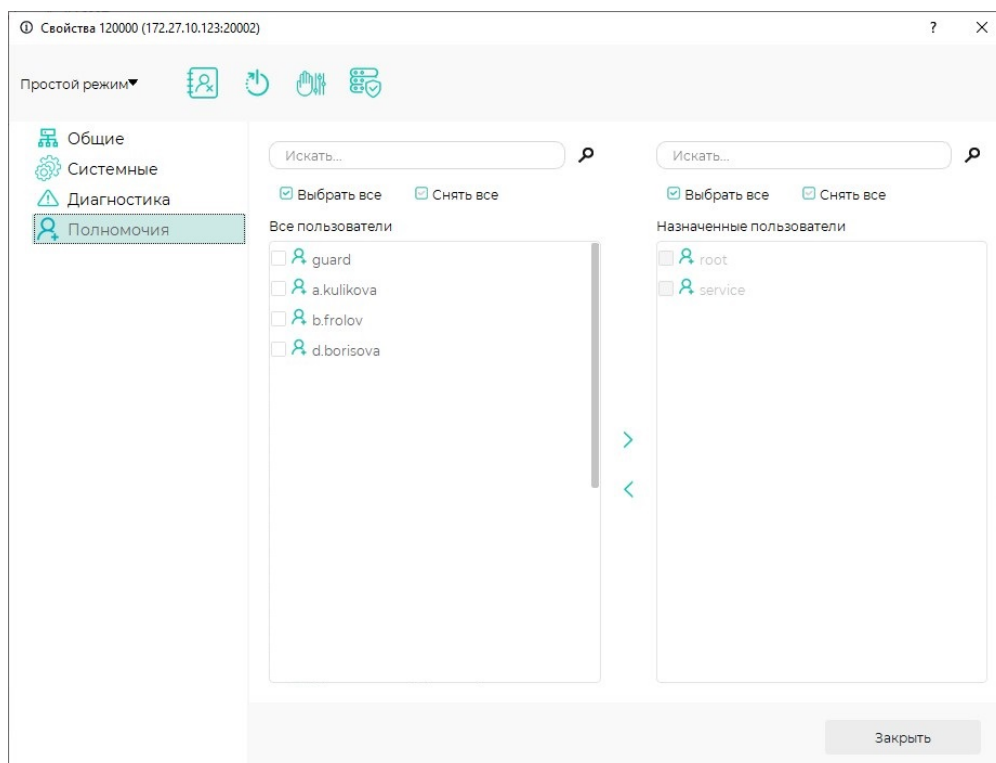 Свойства 120000 (172.27.10.123:20002)
?
Простой режим
Общие
Системные
Диагностика
Полномочия
Искать...
Выбрать все Снять все
Все пользователи
guard
a.kulikova
b.frolov
d.borisova
Искать...
Выбрать все Снять все
Назначенные пользователи
root
service
Закрыть